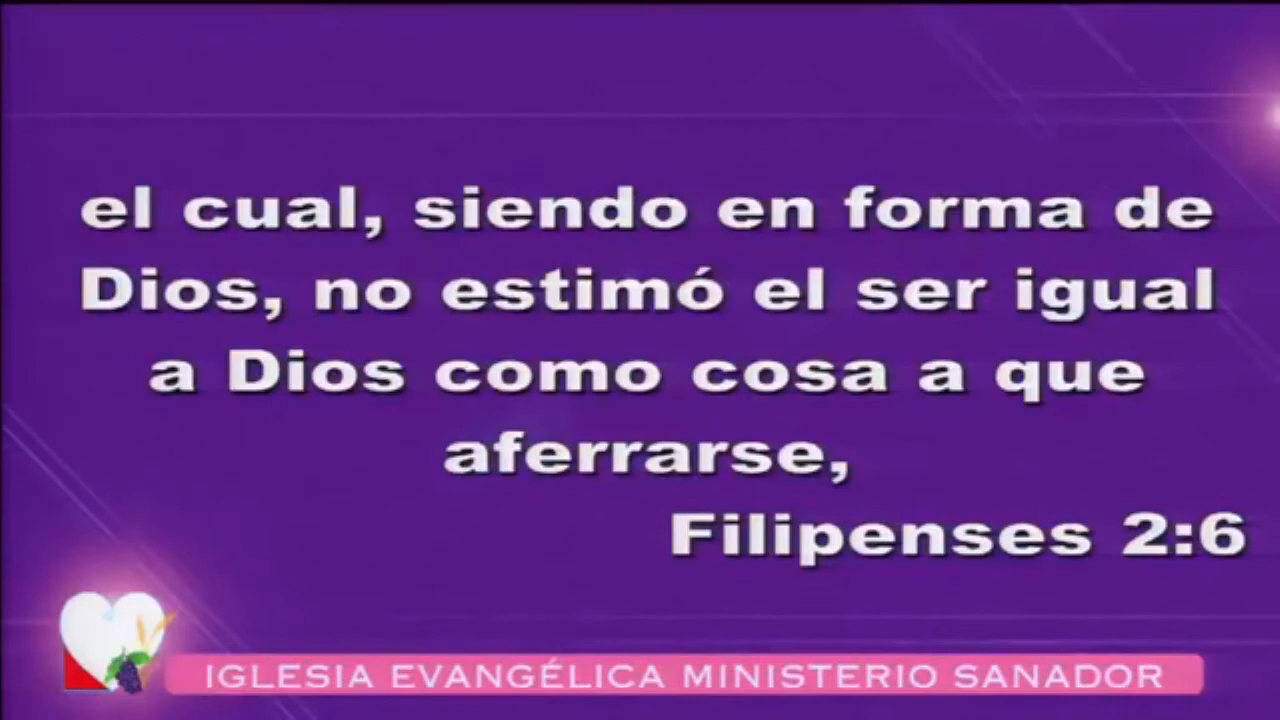 el cual, siendo en forma de
Dios, no estimó el ser igual
a Dios como cosa a que
aferrarse,
Filipenses 2:6
IGLESIA EVANGÉLICA MINISTERIO SANADOR